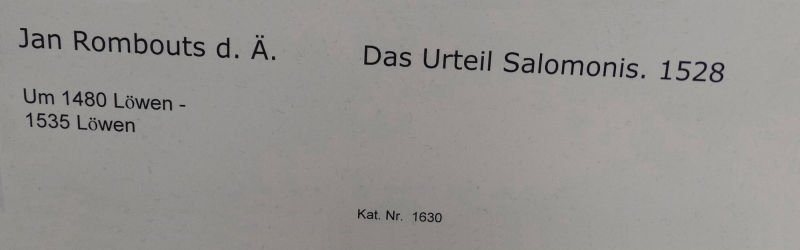 Jan Rombouts d. Ä.
Um 1480 Löwen -
1535 Löwen
Das Urteil Salomonis. 1528
Kat. Nr. 1630